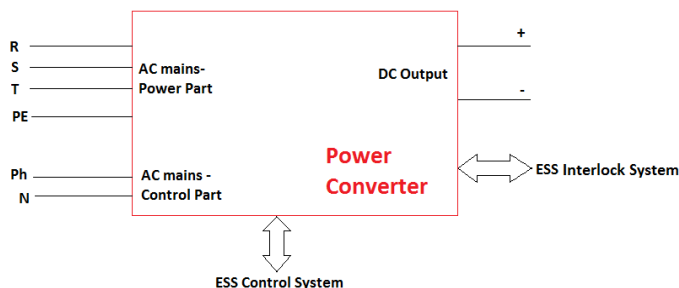 R
S
T
PE
AC mains-
Power Part
DC Output
+
-
Ph
N
AC mains -
Control Part
Power
Converter
ESS Interlock System
ESS Control System